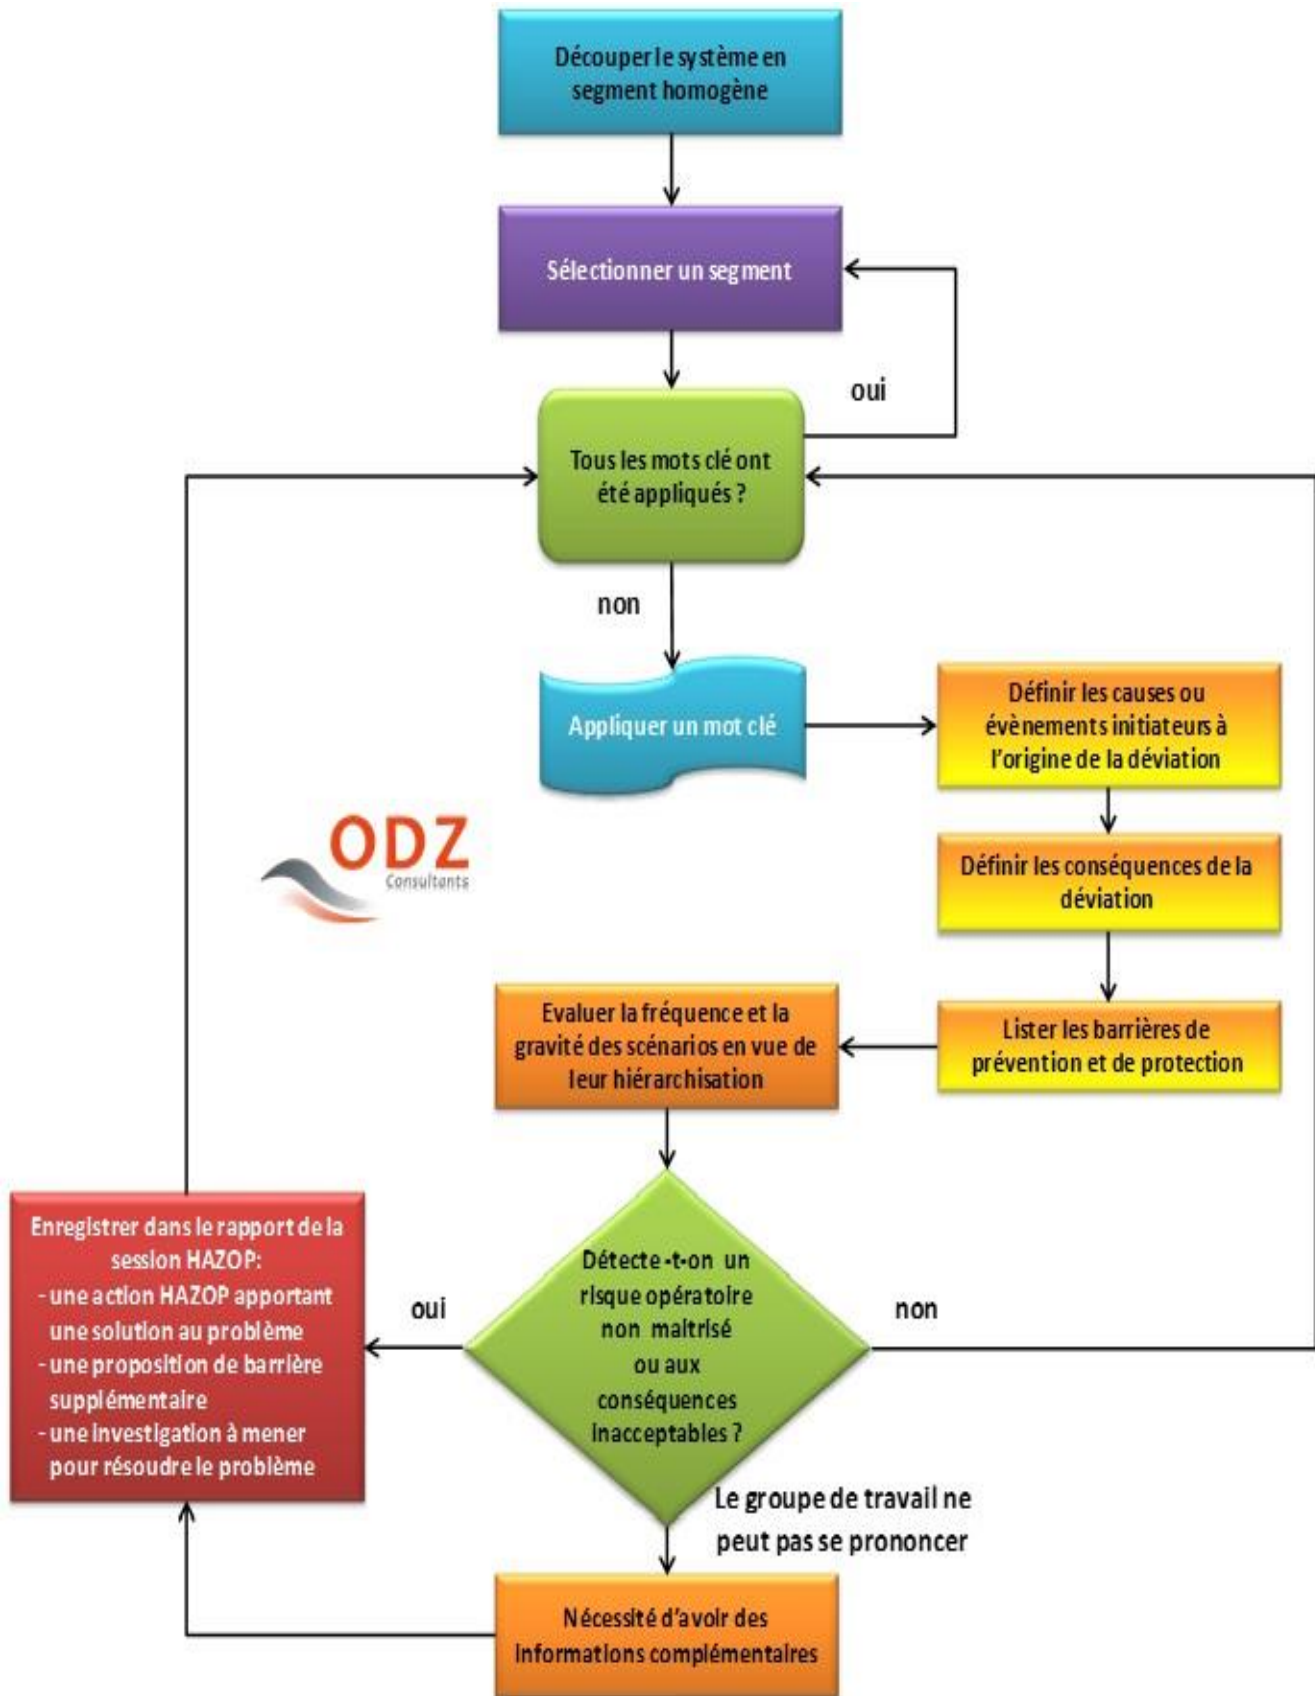 Découper le système en
segment homogène
Sélectionner un segment
oui
Tous les mots clé ont
été appliqués ?
non
Appliquer un mot clé
Définir les causes ou
évènements initiateurs à
l'origine de la déviation
ODZ
Consultants
Définir les conséquences de la
déviation
Evaluer la fréquence et la
gravité des scénarios en vue de
leur hiérarchisation
Lister les barrières de
prévention et de protection
Enregistrer dans le rapport de la
session HAZOP:
- une action HAZOP apportant
une solution au problème
- une proposition de barrière
supplémentaire
- une investigation à mener
pour résoudre le problème
oui
Détecte -t-on un
risque opératoire
non maitrisé
ou aux
conséquences
inacceptables ?
non
Le groupe de travail ne
peut pas se prononcer
Nécessité d'avoir des
informations complémentaires